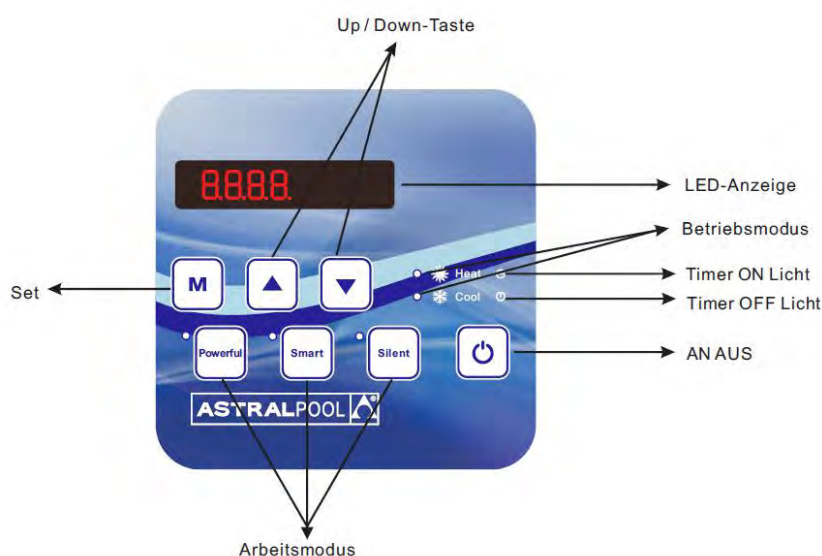 Up / Down-Taste
8.8.8.8.
LED-Anzeige
Betriebsmodus
M
Heat
Timer ON Licht
Set
Cool
Timer OFF Licht
Powerful
Smart
Silent
AN AUS
ASTRALPOOL
Arbeitsmodus